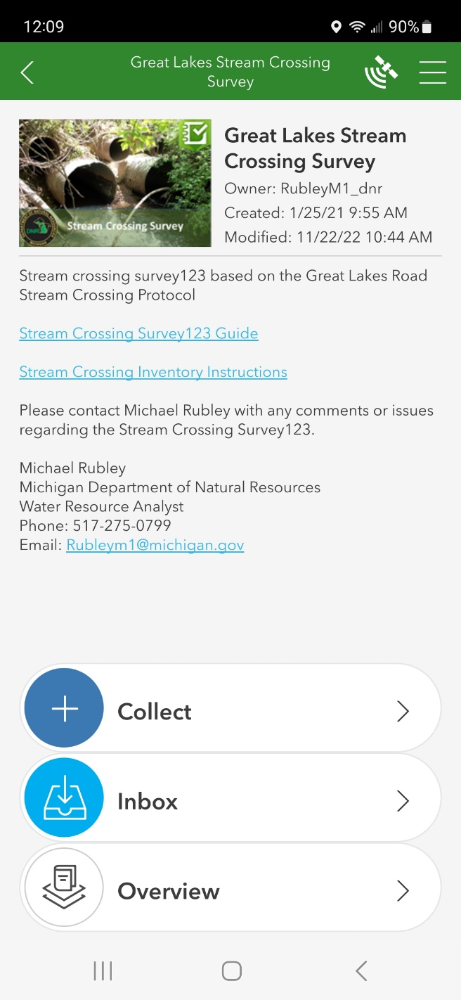 12:09
90%
Great Lakes Stream Crossing
Survey
Great Lakes Stream
Crossing Survey
Owner: RubleyM1_dnr
Created: 1/25/21 9:55 AM
Modified: 11/22/22 10:44 AM
DNR
Stream Crossing Survey
Stream crossing survey123 based on the Great Lakes Road
Stream Crossing Protocol
Stream Crossing Survey123 Guide
Stream Crossing Inventory Instructions
Please contact Michael Rubley with any comments or issues
regarding the Stream Crossing Survey123.
Michael Rubley
Michigan Department of Natural Resources
Water Resource Analyst
Phone: 517-275-0799
Email: Rubleym1@michigan.gov
Collect
Inbox
Overview